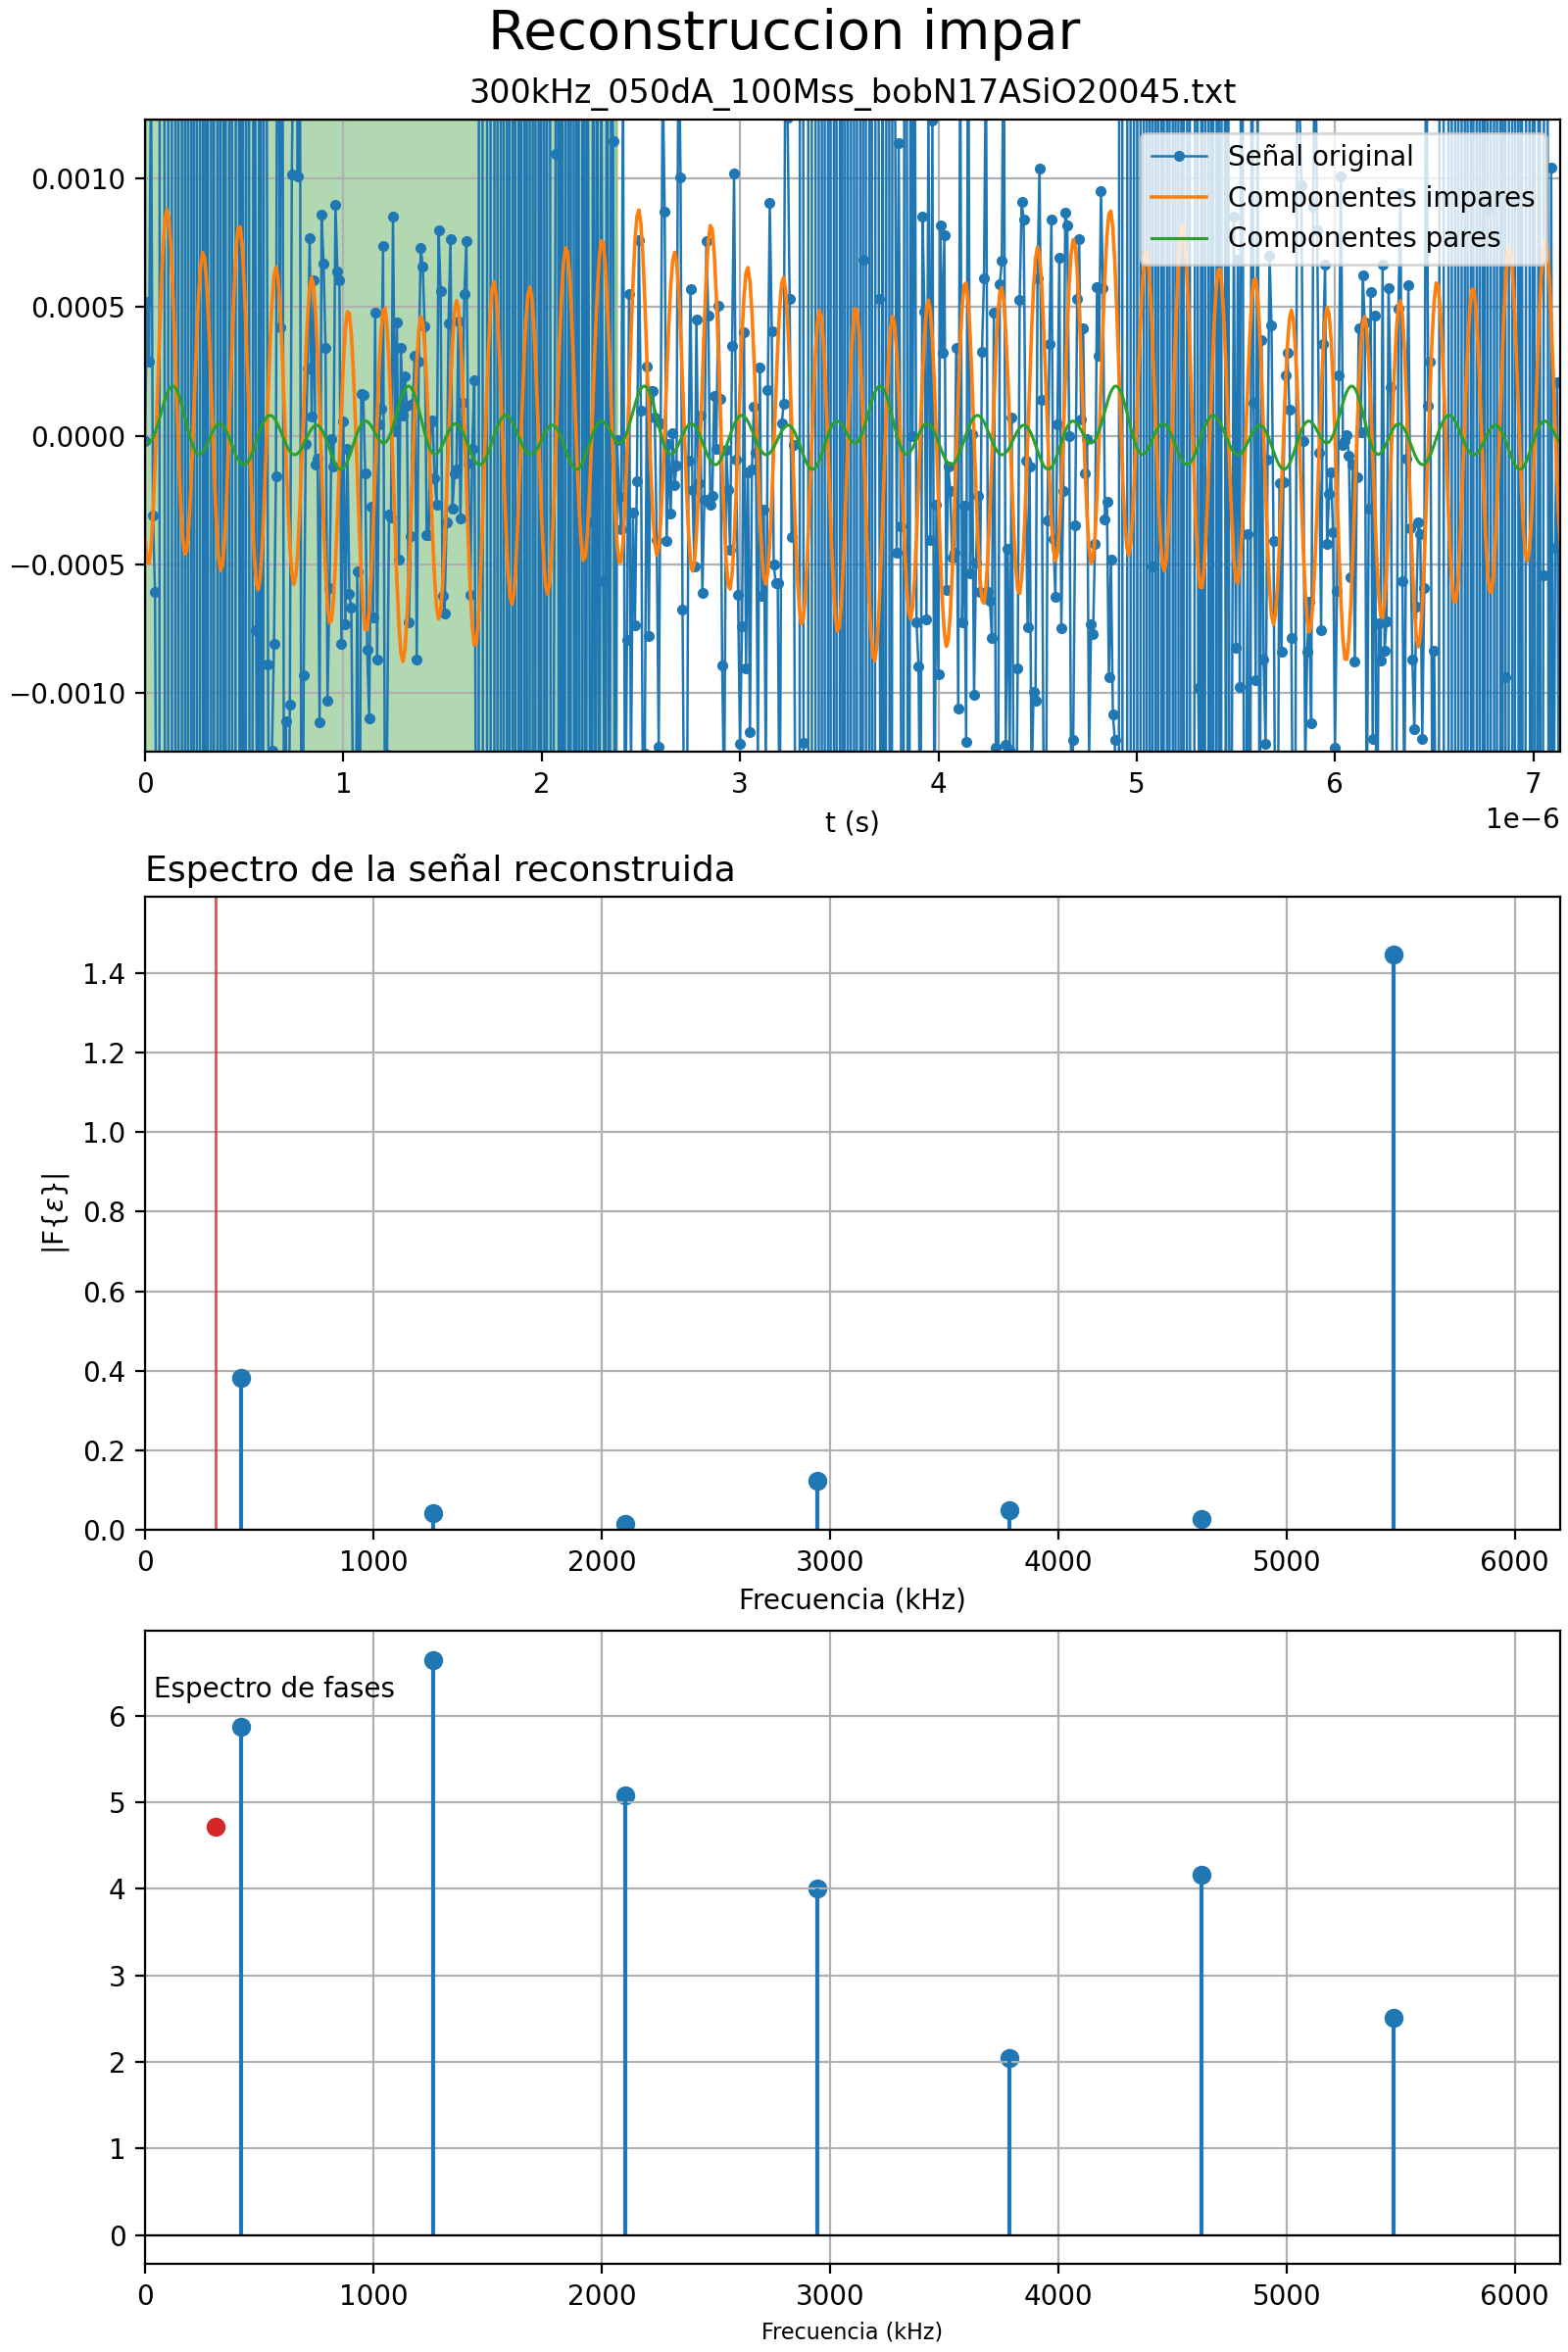 Reconstruccion impar
300kHz_050dA_100Mss_bobN17ASiO20045.txt
Señal original
Componentes impares
Componentes pares
0.0010
0.0005
0.0000
−0.0005
−0.0010
0 1 2 3 4 5 6 7
1e−6
t (s)
Espectro de la señal reconstruida
1.4
1.2
1.0
0.8
0.6
0.4
0.2
0.0
|F{ε}|
0 1000 2000 3000 4000 5000 6000
Frecuencia (kHz)
Espectro de fases
6
5
4
3
2
1
0
0 1000 2000 3000 4000 5000 6000
Frecuencia (kHz)